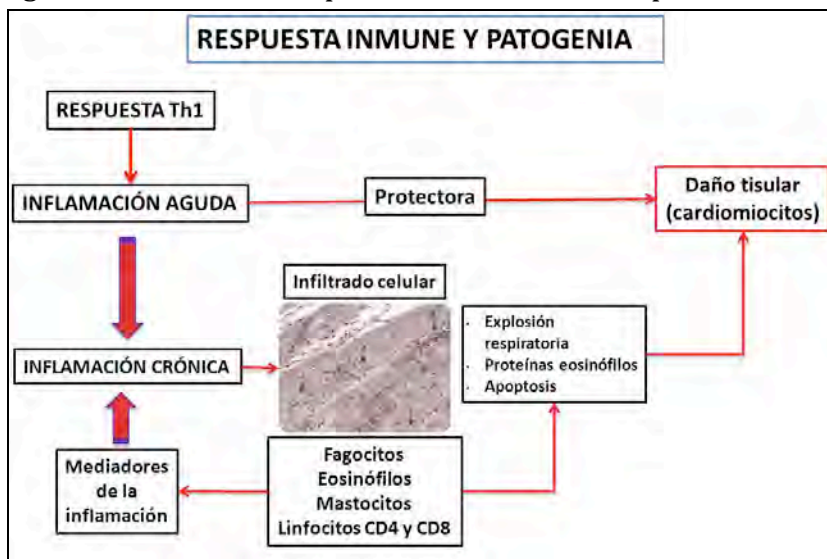 RESPUESTA INMUNE Y PATOGENIA
RESPUESTA Th1
INFLAMACIÓN AGUDA
Protectora
Daño tisular
(cardiomiocitos)
Infiltrado celular
INFLAMACIÓN CRÓNICA
· Explosión
respiratoria
· Proteínas eosinófilos
· Apoptosis
Mediadores
de la
inflamación
Fagocitos
Eosinófilos
Mastocitos
Linfocitos CD4 y CD8